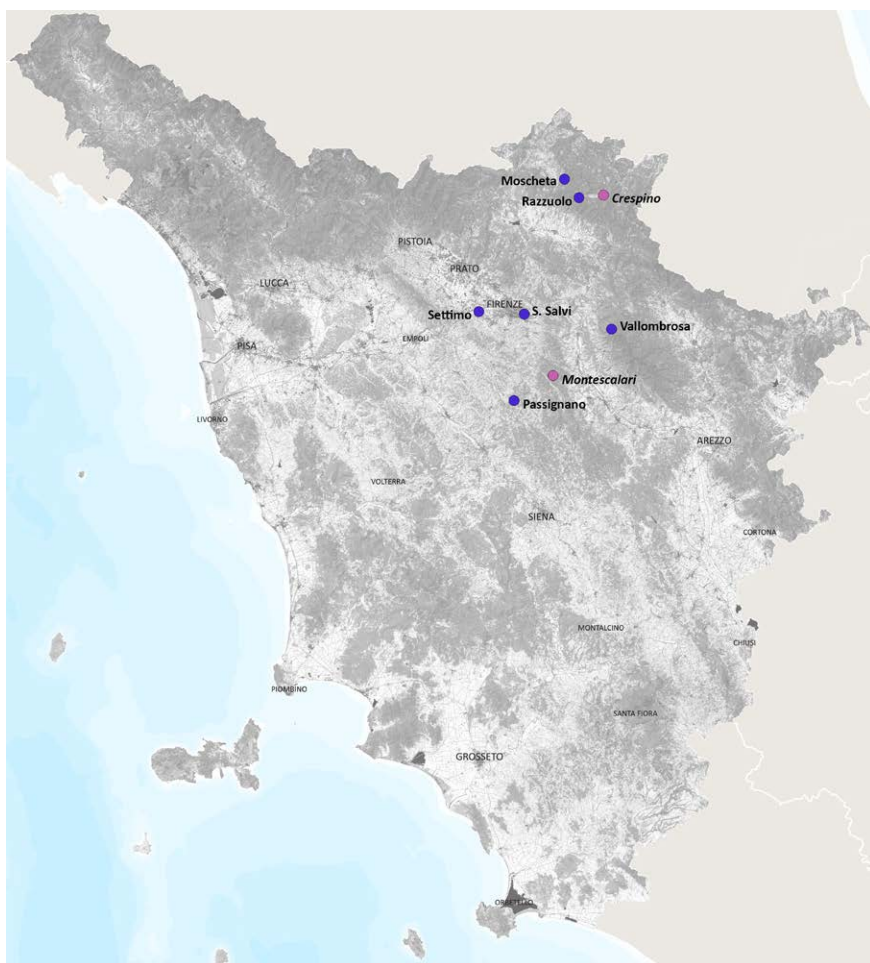 Moscheta
Razzuolo
Crespino
PISTOIA
PRATO
LUCCA
FIRENZE
Settimo
S. Salvi
Vallombrosa
EMPOLI
PISA
Montescalari
Passignano
LIVORNO
AREZZO
VOLTERRA
SIENA
CORTONA
MONTALCINO
CHIUSI
PIOMBINO
SANTA FIORA
GROSSETO
ORBETELLO